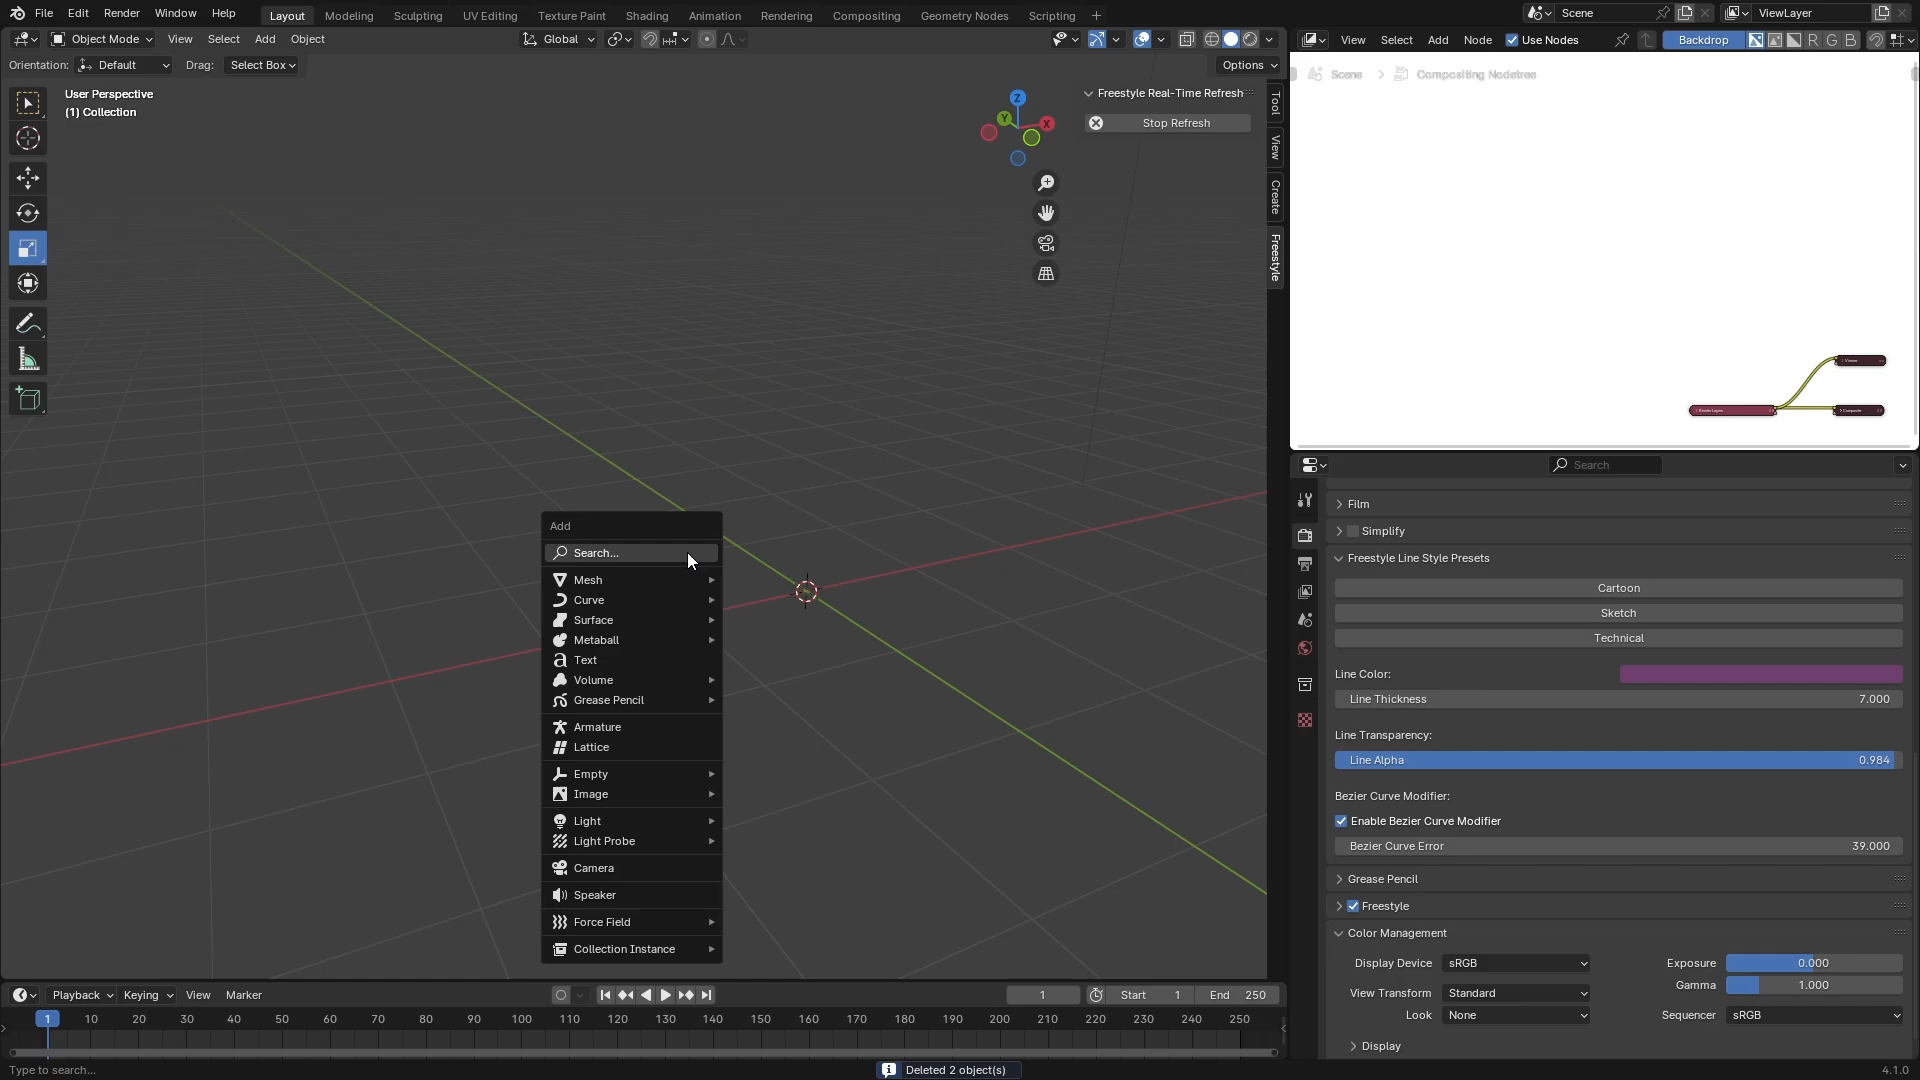 File Edit Render Window Help
Layout Modeling Sculpting UV Editing Texture Paint Shading Animation Rendering Compositing Geometry Nodes Scripting +
Scene
ViewLayer
Object Mode View Select Add Object
Global
View Select Add Node Use Nodes
Backdrop
R G B
Orientation: Default Drag: Select Box
Options
User Perspective
(1) Collection
Z
Y
X
Freestyle Real-Time Refresh
Stop Refresh
Tool
View
Create
Freestyle
Scene > Compositing Nodetree
Viewer
Render Layers
Composite
Add
Search...
Mesh
Curve
Surface
Metaball
Text
Volume
Grease Pencil
Armature
Lattice
Empty
Image
Light
Light Probe
Camera
Speaker
Force Field
Collection Instance
Search
Film
Simplify
Freestyle Line Style Presets
Cartoon
Sketch
Technical
Line Color:
Line Thickness 7.000
Line Transparency:
Line Alpha 0.984
Bezier Curve Modifier:
Enable Bezier Curve Modifier
Bezier Curve Error 39.000
Grease Pencil
Freestyle
Color Management
Display Device sRGB
Exposure 0.000
View Transform Standard
Gamma 1.000
Look None
Sequencer sRGB
Display
Playback Keying View Marker
1
Start 1
End 250
1 10 20 30 40 50 60 70 80 90 100 110 120 130 140 150 160 170 180 190 200 210 220 230 240 250
Type to search...
Deleted 2 object(s)
4.1.0